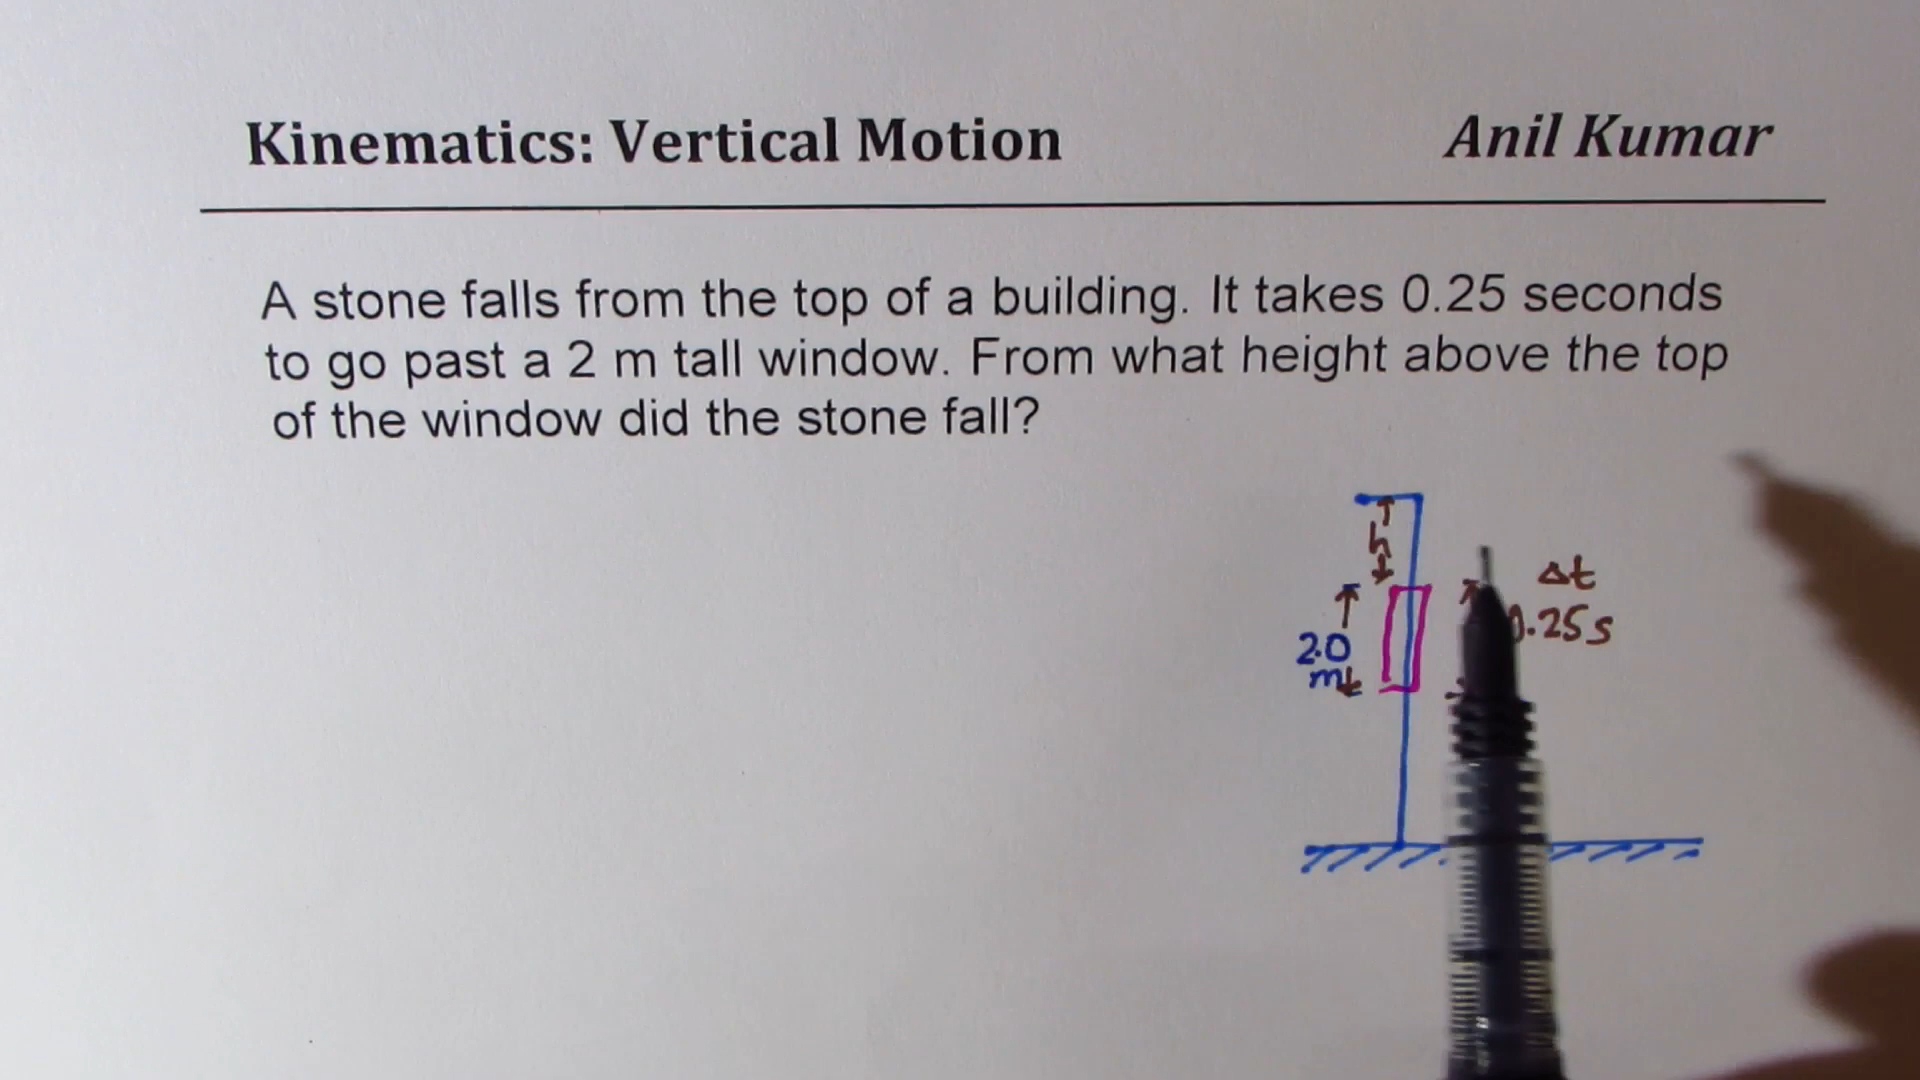 Kinematics: Vertical Motion Anil Kumar
A stone falls from the top of a building. It takes 0.25 seconds
to go past a 2 m tall window. From what height above the top
of the window did the stone fall?
h
Δt
0.25s
2.0
m